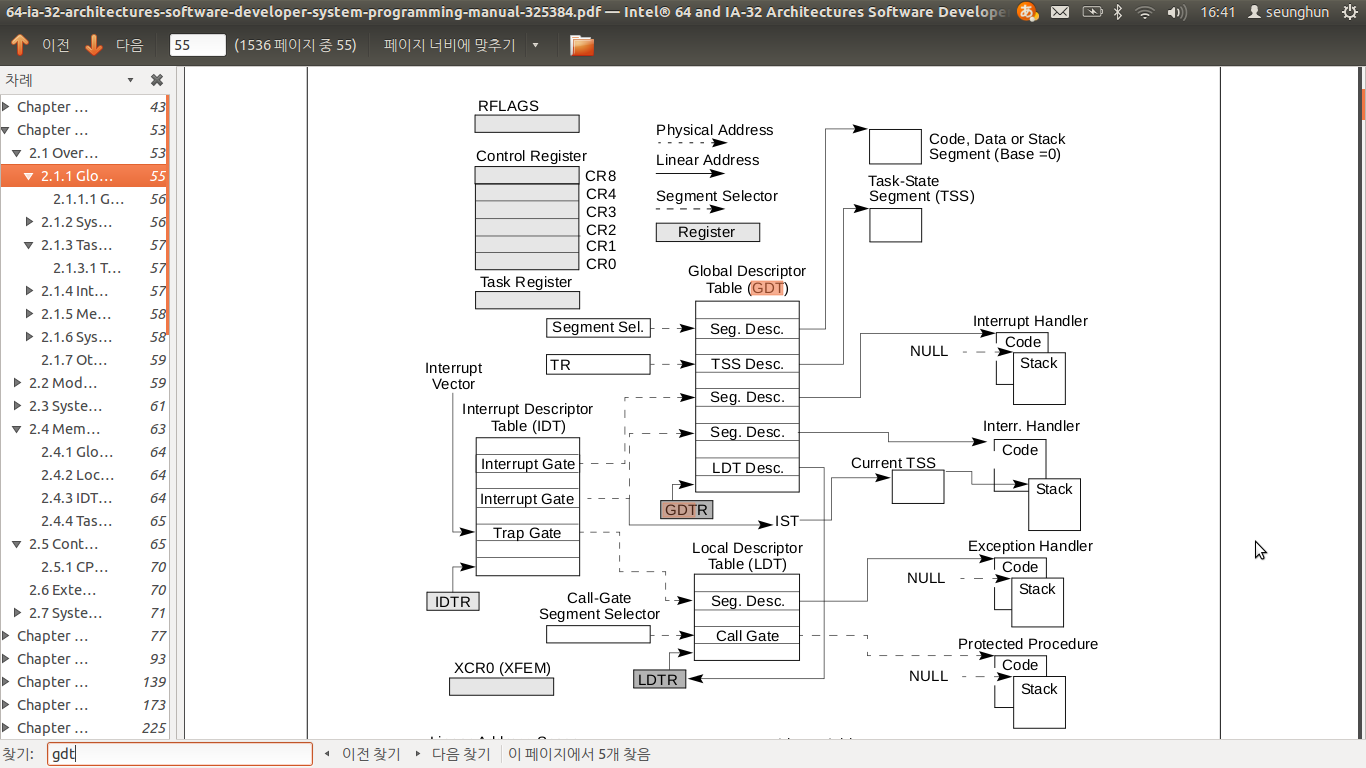 64-ia-32-architectures-software-developer-system-programming-manual-325384.pdf — Intel® 64 and IA-32 Architectures Software Develope
16:41
seunghun
이전
다음
55
(1536 페이지 중 55)
페이지 너비에 맞추기
차례
Chapter … 43
Chapter … 53
2.1 Over… 53
2.1.1 Glo… 55
2.1.1.1 G… 56
2.1.2 Sys… 56
2.1.3 Tas… 57
2.1.3.1 T… 57
2.1.4 Int… 57
2.1.5 Me… 58
2.1.6 Sys… 58
2.1.7 Ot… 59
2.2 Mod… 59
2.3 Syste… 61
2.4 Mem… 63
2.4.1 Glo… 64
2.4.2 Loc… 64
2.4.3 IDT… 64
2.4.4 Tas… 65
2.5 Cont… 65
2.5.1 CP… 70
2.6 Exte… 70
2.7 Syste… 71
Chapter … 77
Chapter … 93
Chapter … 139
Chapter … 173
Chapter … 225
RFLAGS
Control Register
CR8
CR4
CR3
CR2
CR1
CR0
Task Register
Physical Address
Linear Address
Segment Selector
Register
Code, Data or Stack
Segment (Base =0)
Task-State
Segment (TSS)
Global Descriptor
Table (GDT)
Segment Sel.
Seg. Desc.
TR
TSS Desc.
Seg. Desc.
Seg. Desc.
LDT Desc.
GDTR
Interrupt
Vector
Interrupt Descriptor
Table (IDT)
Interrupt Gate
Interrupt Gate
Trap Gate
IDTR
Interrupt Handler
NULL
Code
Stack
Interr. Handler
Code
Current TSS
Stack
IST
Local Descriptor
Table (LDT)
Seg. Desc.
Call-Gate
Segment Selector
Call Gate
Exception Handler
Code
NULL
Stack
Protected Procedure
Code
NULL
Stack
XCR0 (XFEM)
LDTR
찾기:
gdt
이전 찾기
다음 찾기
이 페이지에서 5개 찾음